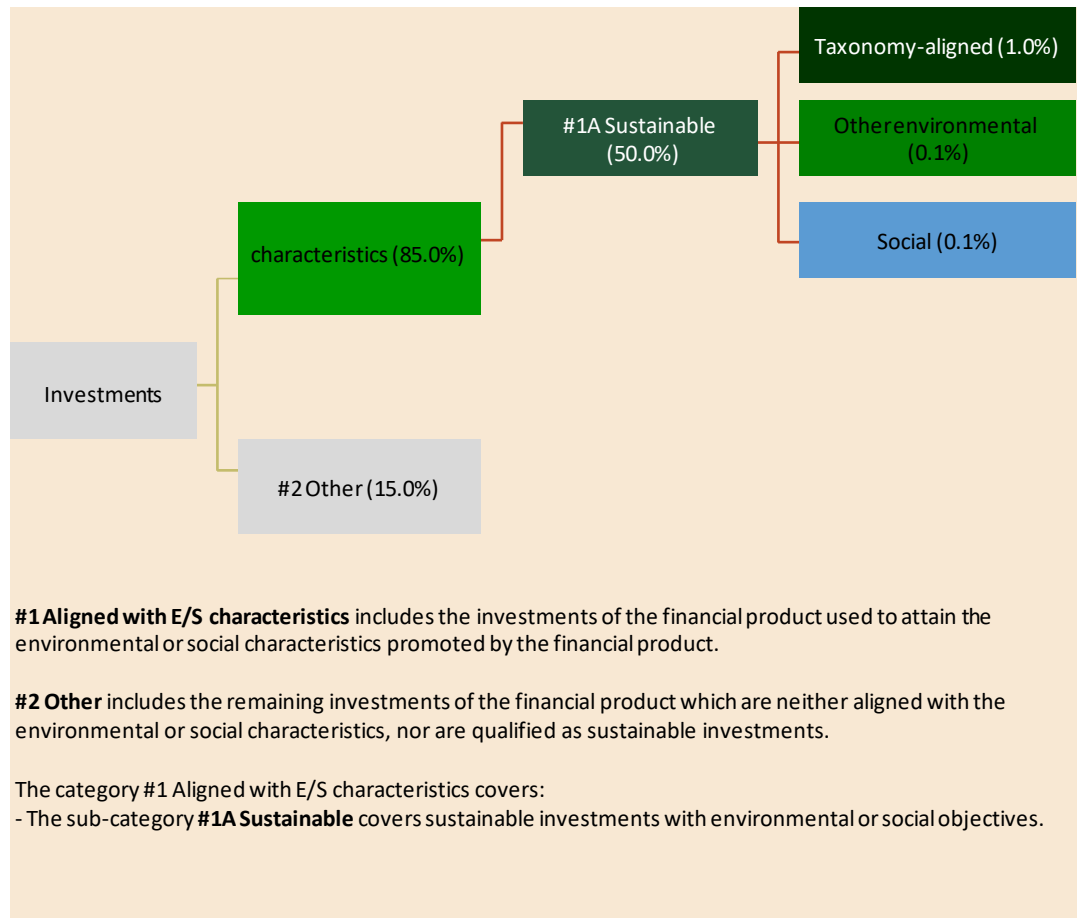 Taxonomy-aligned (1.0%)
#1A Sustainable
(50.0%)
Other environmental
(0.1%)
characteristics (85.0%)
Social (0.1%)
Investments
#2 Other (15.0%)
#1 Aligned with E/S characteristics includes the investments of the financial product used to attain the
environmental or social characteristics promoted by the financial product.
#2 Other includes the remaining investments of the financial product which are neither aligned with the
environmental or social characteristics, nor are qualified as sustainable investments.
The category #1 Aligned with E/S characteristics covers:
- The sub-category #1A Sustainable covers sustainable investments with environmental or social objectives.